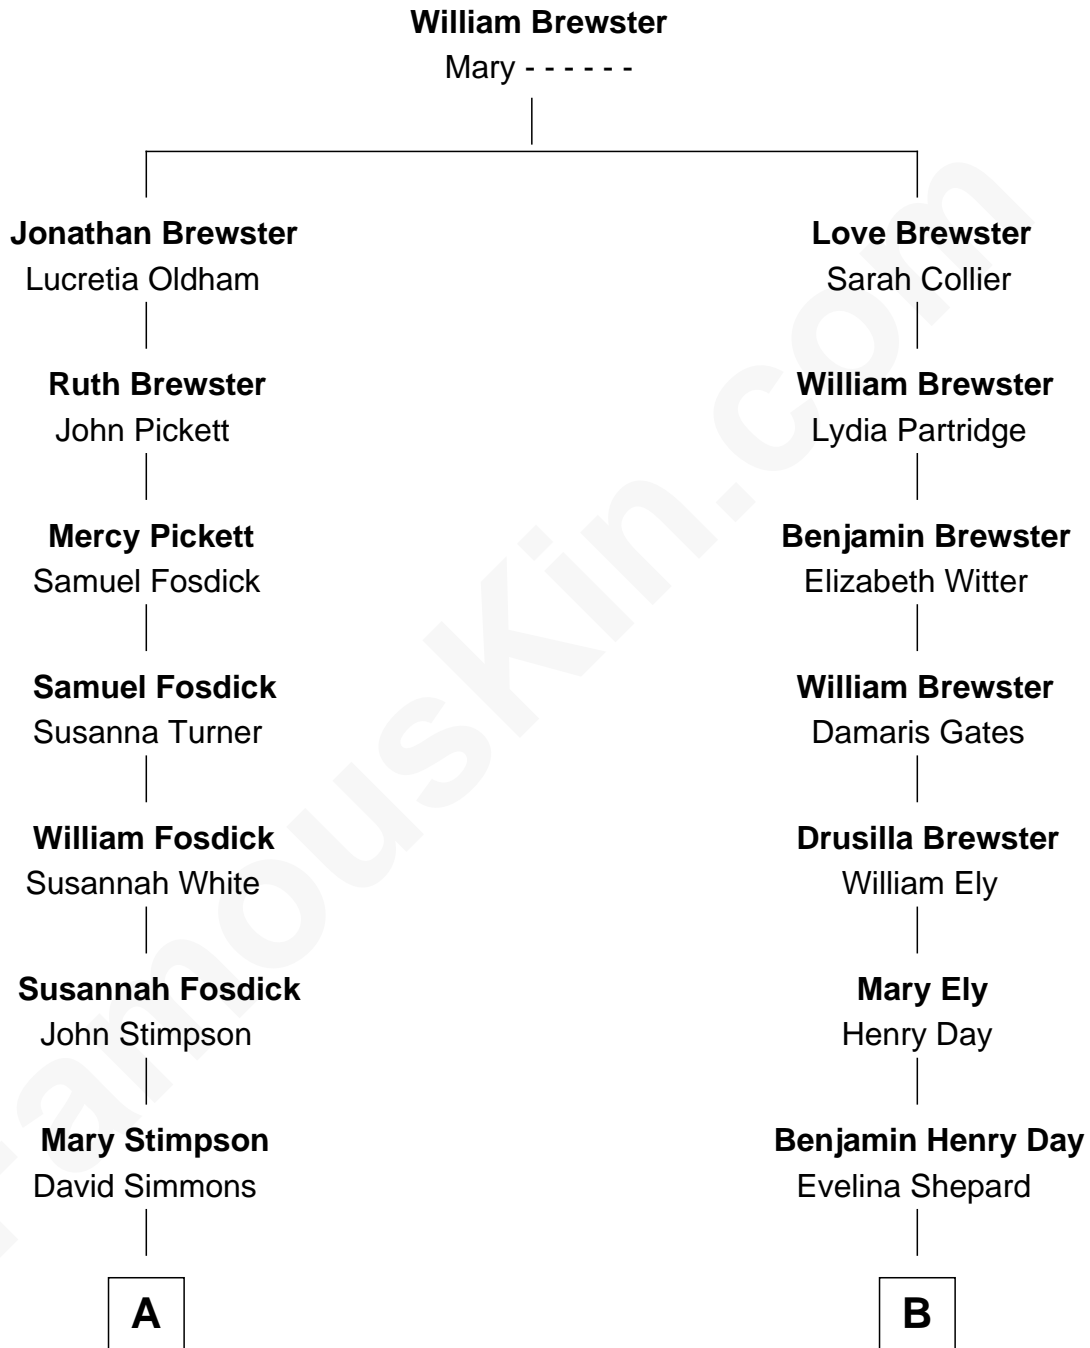 William Brewster
Mary - - - - - -
Jonathan Brewster
Lucretia Oldham
Love Brewster
Sarah Collier
Ruth Brewster
John Pickett
William Brewster
Lydia Partridge
Mercy Pickett
Samuel Fosdick
Benjamin Brewster
Elizabeth Witter
Samuel Fosdick
Susanna Turner
William Brewster
Damaris Gates
William Fosdick
Susannah White
Drusilla Brewster
William Ely
Susannah Fosdick
John Stimpson
Mary Ely
Henry Day
Mary Stimpson
David Simmons
Benjamin Henry Day
Evelina Shepard
A
B
FamousKin.com